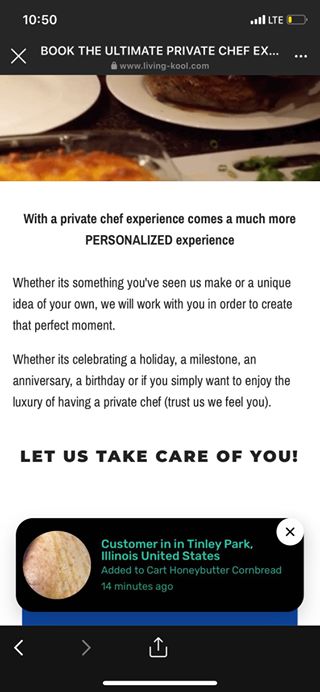 10:50
LTE
BOOK THE ULTIMATE PRIVATE CHEF EX...
www.living-kool.com
With a private chef experience comes a much more
PERSONALIZED experience
Whether its something you've seen us make or a unique
idea of your own, we will work with you in order to create
that perfect moment.
Whether its celebrating a holiday, a milestone, an
anniversary, a birthday or if you simply want to enjoy the
luxury of having a private chef (trust us we feel you).
LET US TAKE CARE OF YOU!
Customer in in Tinley Park,
Illinois United States
Added to Cart Honeybutter Cornbread
14 minutes ago